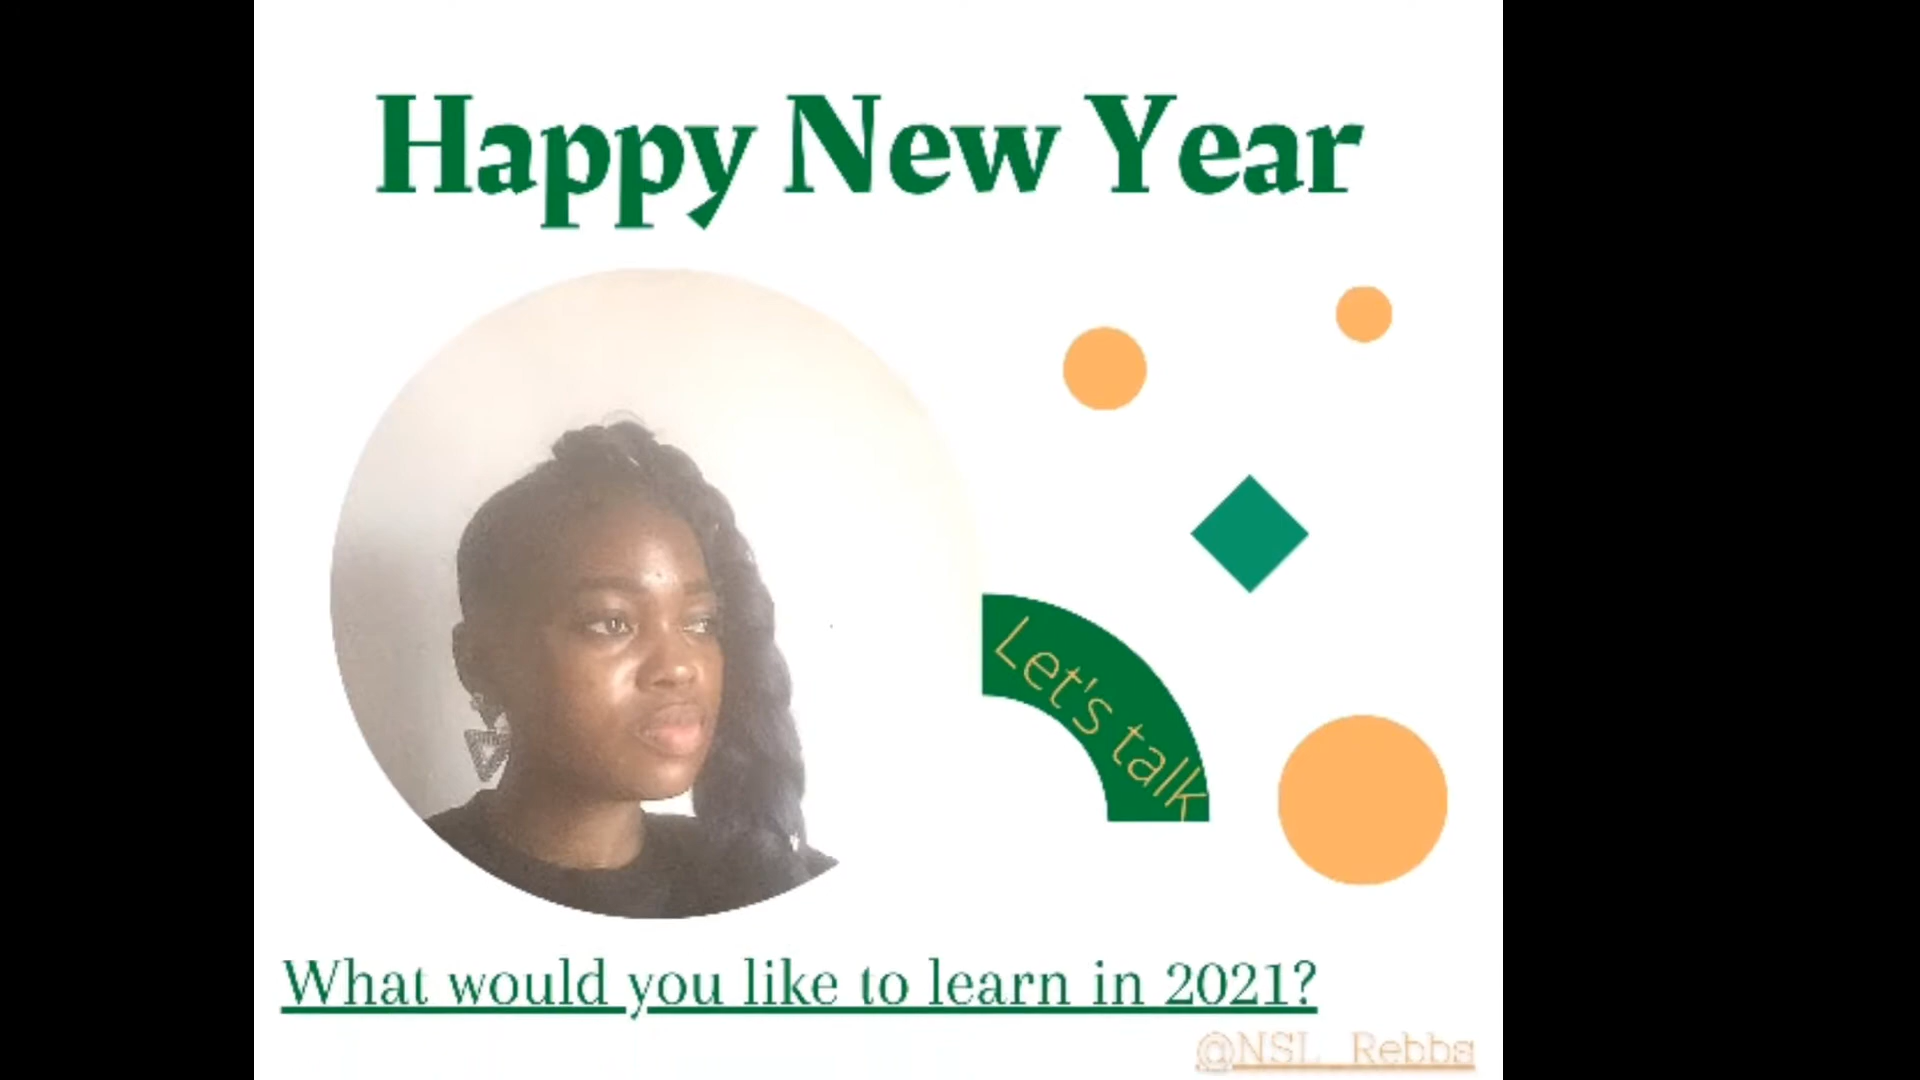 Happy New Year
Let's talk
What would you like to learn in 2021?
@NSL_Rebbs